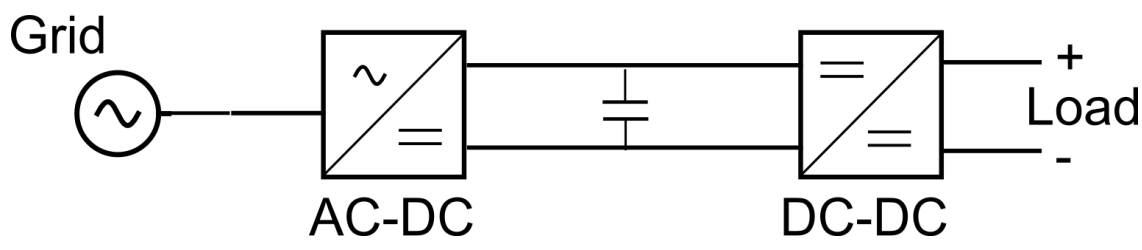 Grid
+
Load
-
AC-DC
DC-DC